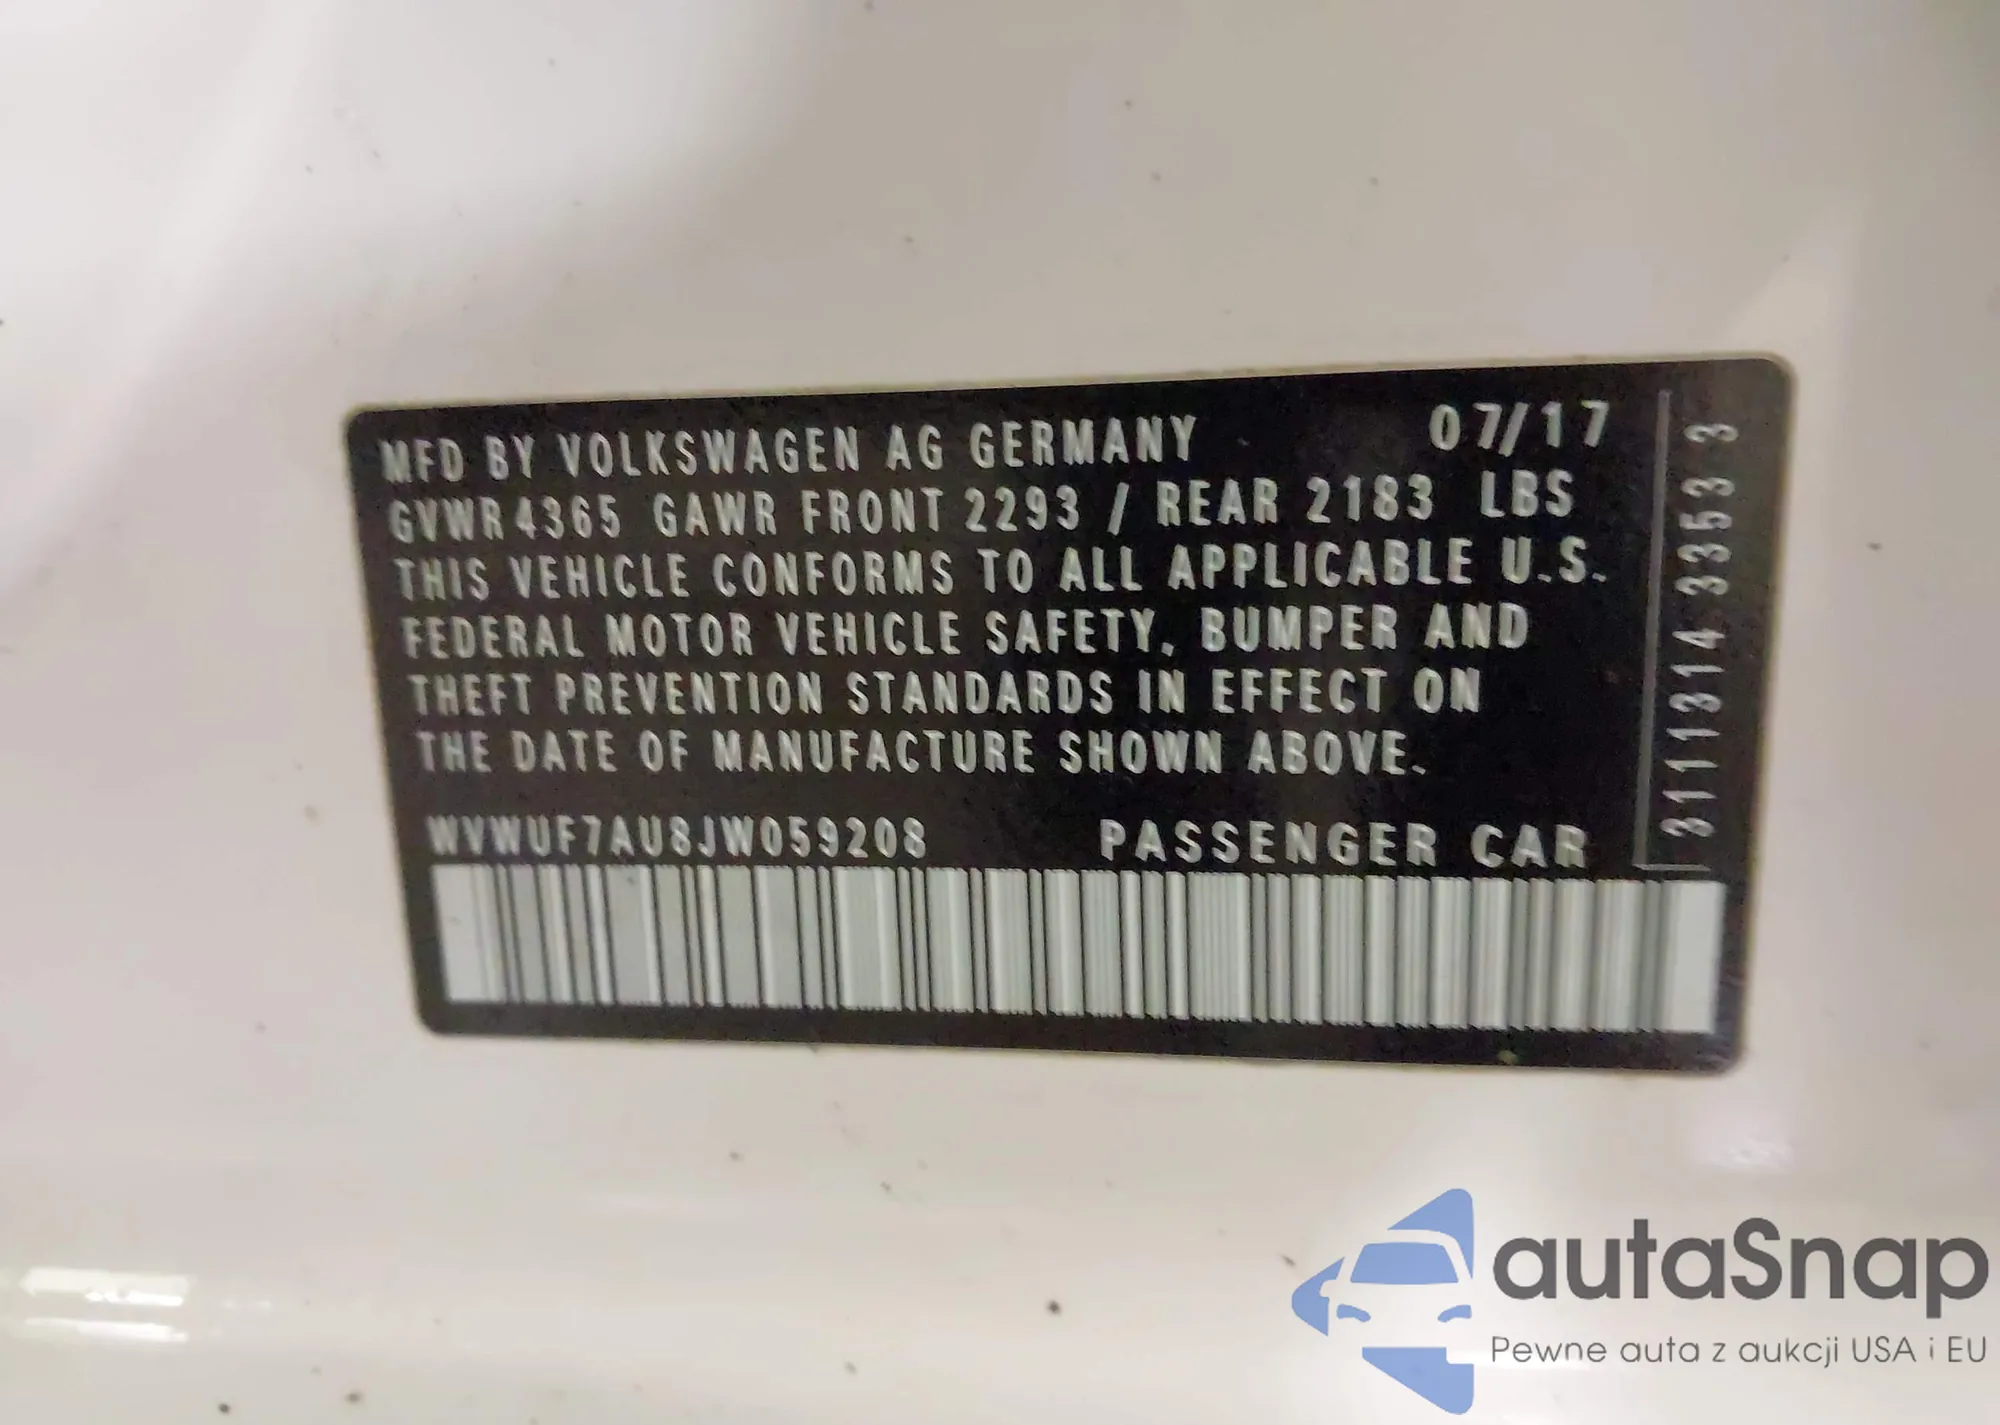 MFD BY VOLKSWAGEN AG GERMANY 07/17
GVWR 4365 GAWR FRONT 2293 / REAR 2183 LBS
THIS VEHICLE CONFORMS TO ALL APPLICABLE U.S.
FEDERAL MOTOR VEHICLE SAFETY, BUMPER AND
THEFT PREVENTION STANDARDS IN EFFECT ON
THE DATE OF MANUFACTURE SHOWN ABOVE.
WVWUF7AU8JW059208 PASSENGER CAR
3111314 3353 3
autaSnap
Pewne auta z aukcji USA i EU